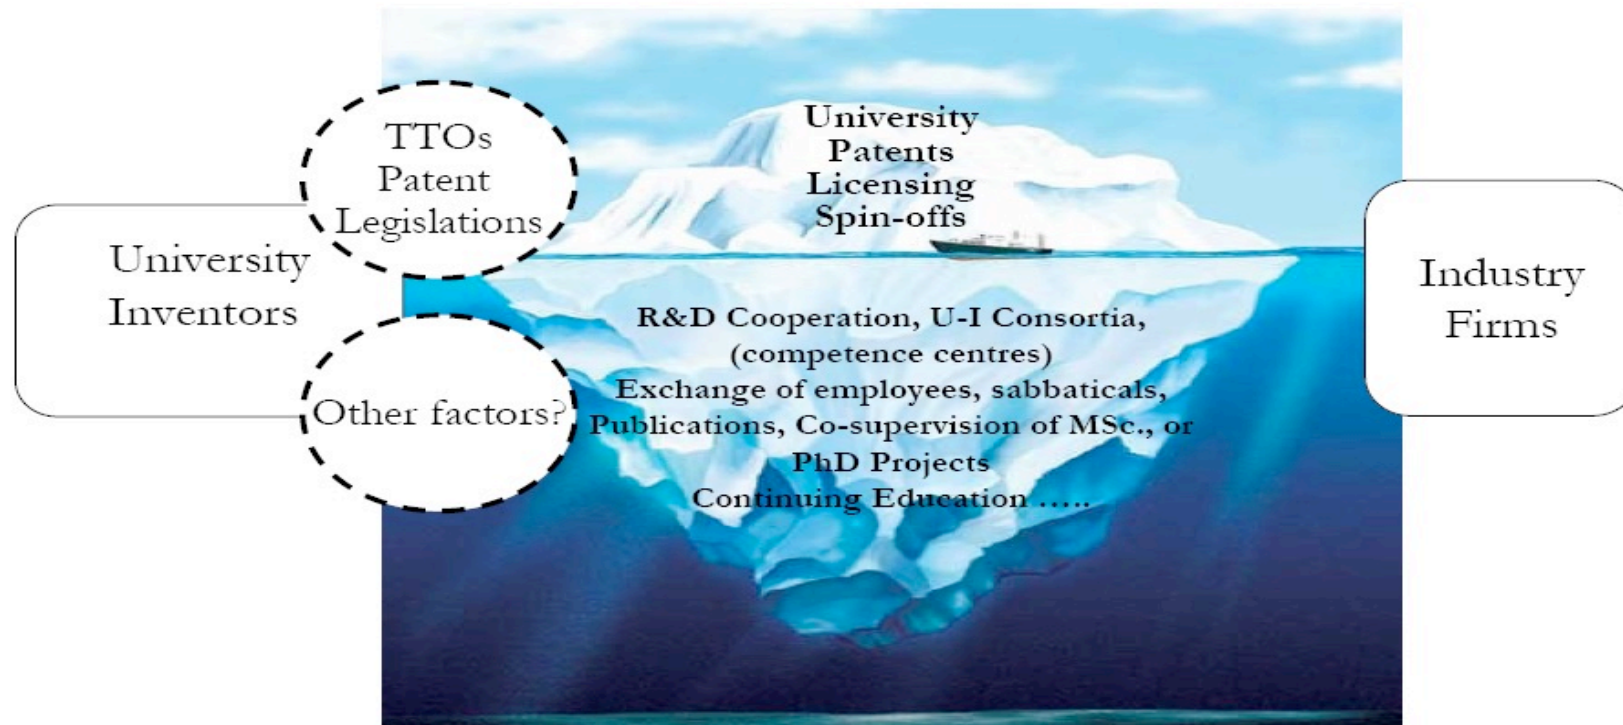 TTOs
Patent
Legislations
University
Inventors
Other factors?
University
Patents
Licensing
Spin-offs
R&D Cooperation, U-I Consortia,
(competence centres)
Exchange of employees, sabbaticals,
Publications, Co-supervision of MSc., or
PhD Projects
Continuing Education .....
Industry
Firms